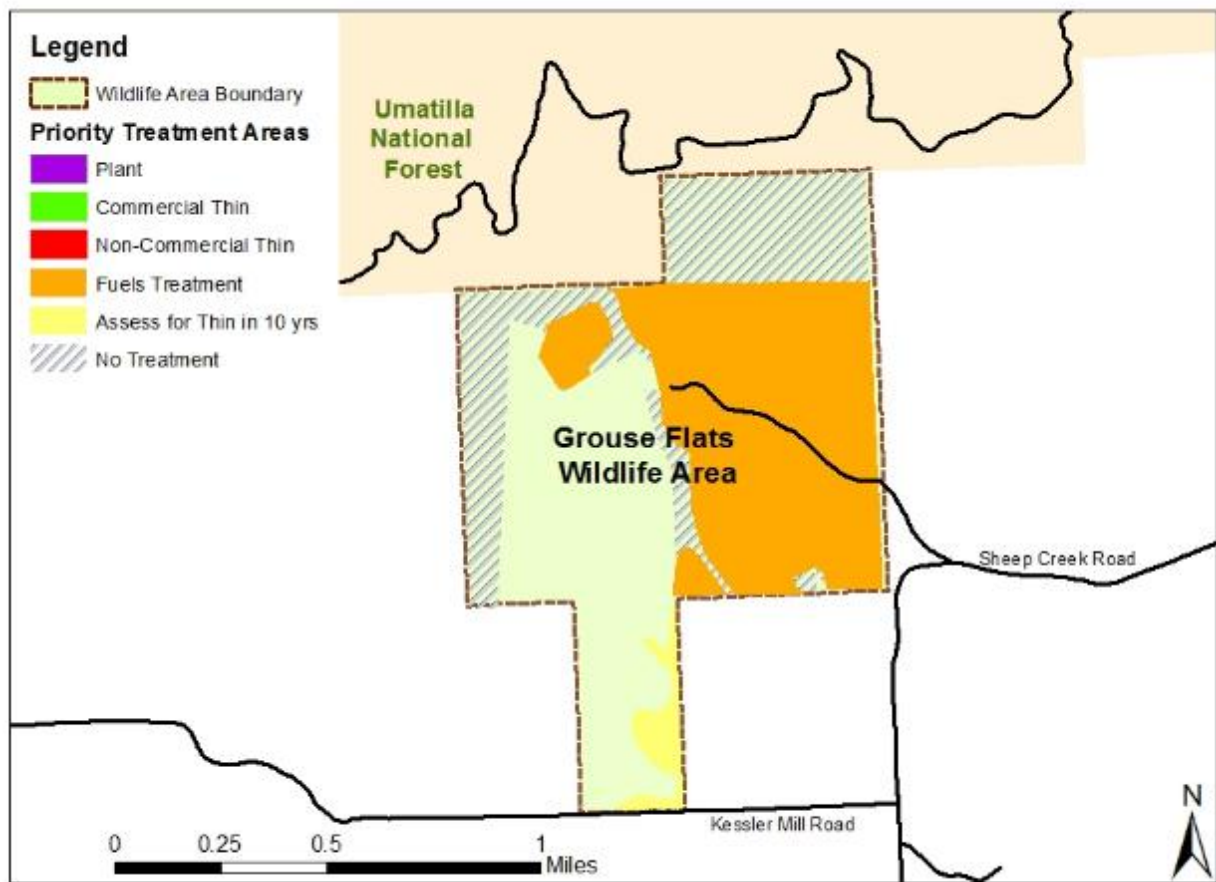 Legend
Wildlife Area Boundary
Priority Treatment Areas
Plant
Commercial Thin
Non-Commercial Thin
Fuels Treatment
Assess for Thin in 10 yrs
No Treatment
Umatilla
National
Forest
Grouse Flats
Wildlife Area
Sheep Creek Road
Kessler Mill Road
0 0.25 0.5 1
Miles
N